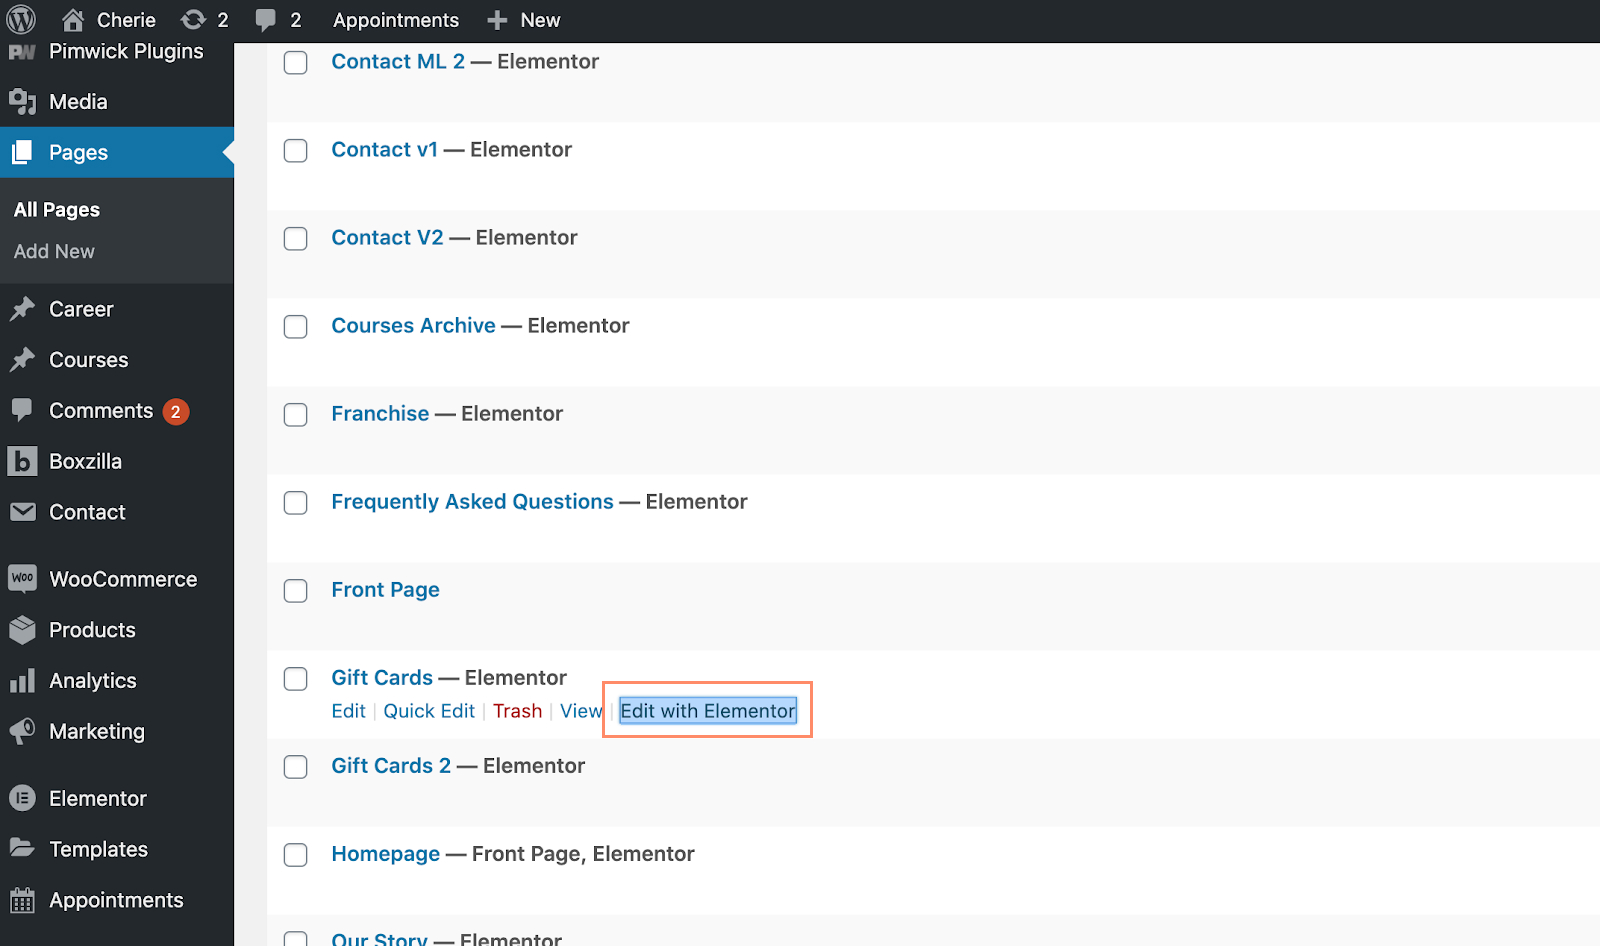 Cherie 2 2 Appointments New
Pimwick Plugins
Media
Pages
All Pages
Add New
Career
Courses
Comments 2
Boxzilla
Contact
WooCommerce
Products
Analytics
Marketing
Elementor
Templates
Appointments
Contact ML 2 — Elementor
Contact v1 — Elementor
Contact V2 — Elementor
Courses Archive — Elementor
Franchise — Elementor
Frequently Asked Questions — Elementor
Front Page
Gift Cards — Elementor
Edit | Quick Edit | Trash | View | Edit with Elementor
Gift Cards 2 — Elementor
Homepage — Front Page, Elementor
Our Story — Elementor